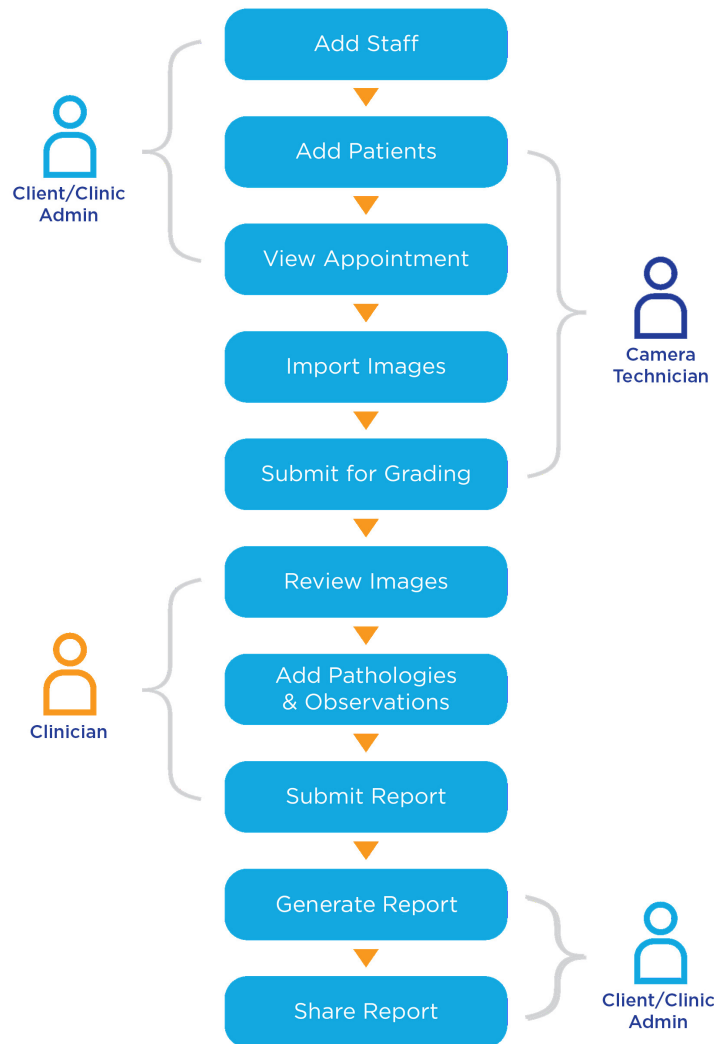 Add Staff
Add Patients
Client/Clinic
Admin
View Appointment
Import Images
Camera
Technician
Submit for Grading
Review Images
Add Pathologies
& Observations
Clinician
Submit Report
Generate Report
Share Report
Client/Clinic
Admin